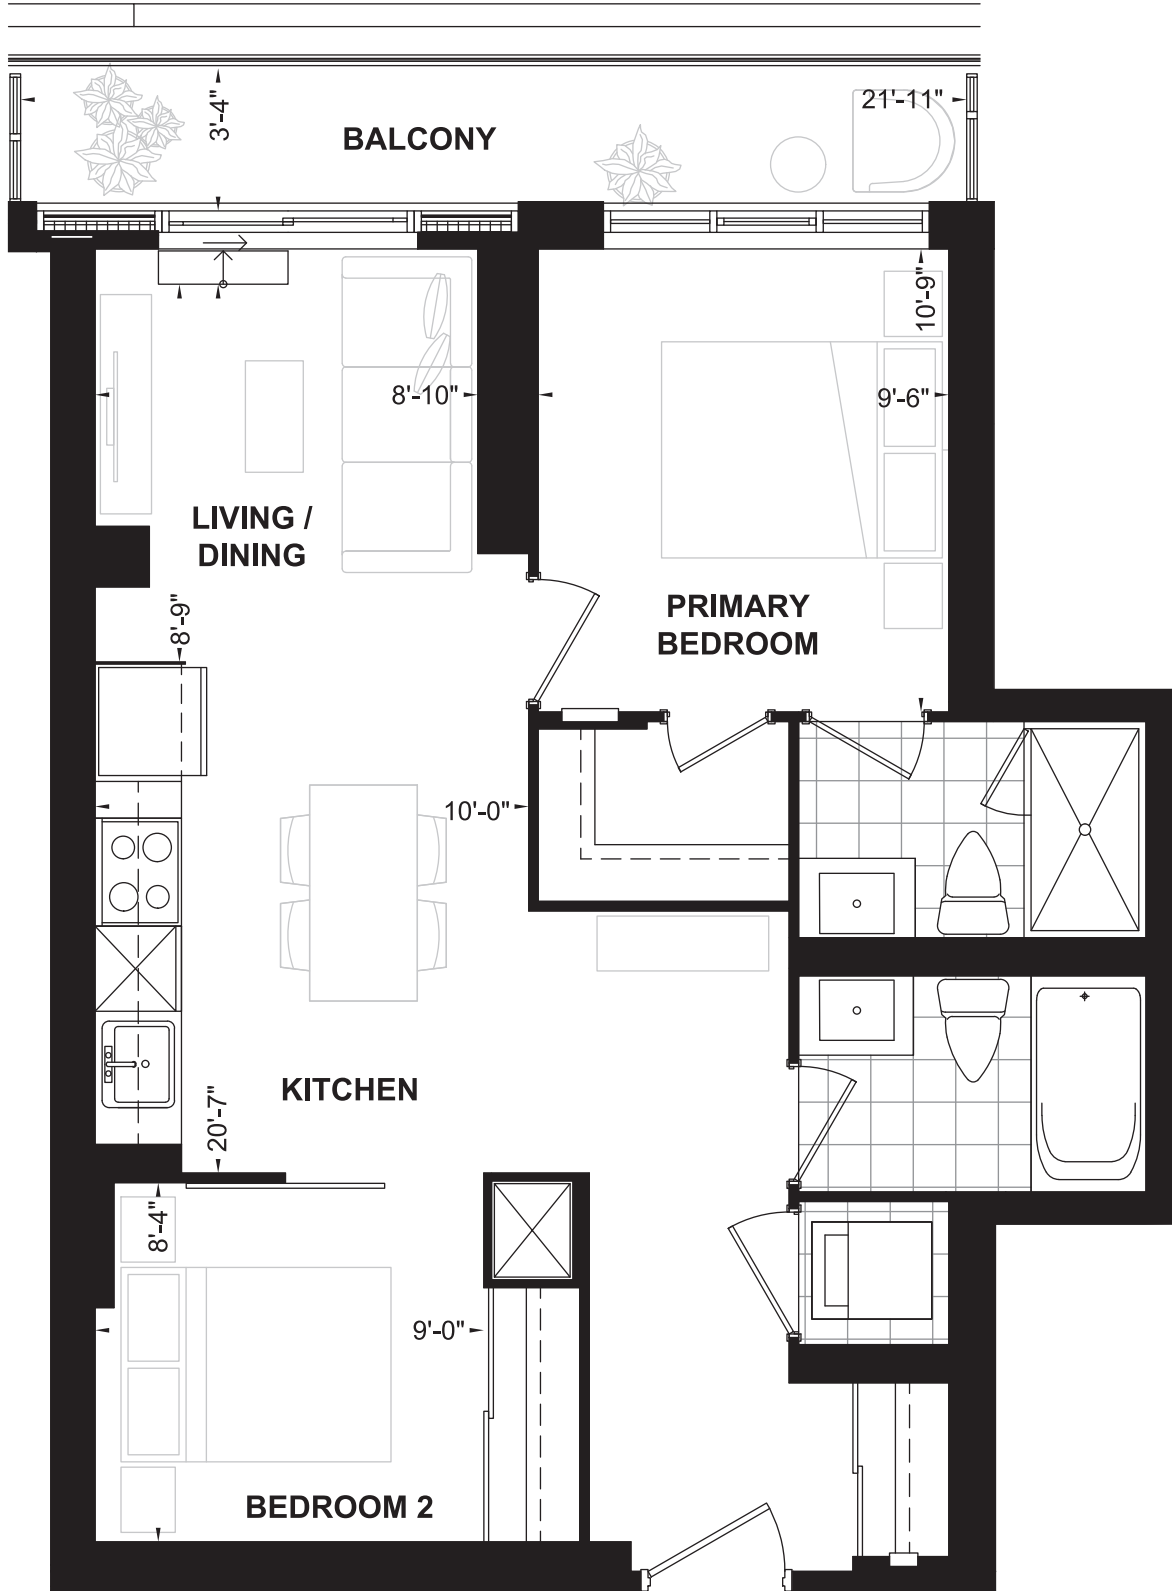 3'-4"
BALCONY
21'-11"
10'-9"
8'-10"
9'-6"
LIVING /
DINING
8'-9"
PRIMARY
BEDROOM
10'-0"
KITCHEN
20'-7"
8'-4"
9'-0"
BEDROOM 2